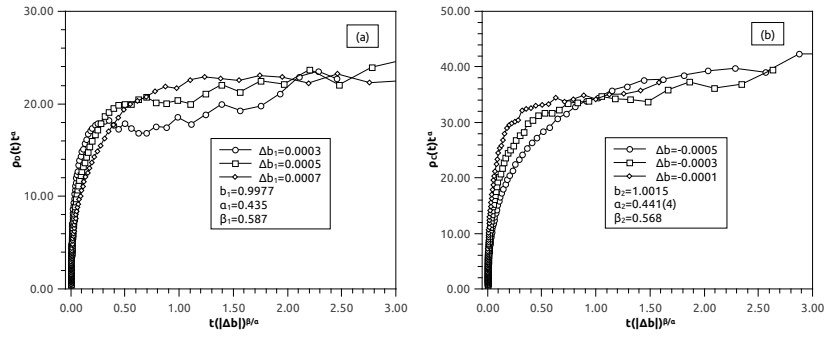 30.00
20.00
10.00
0.00
ρD(t) tᵅ
(a)
Δb₁=0.0003
Δb₁=0.0005
Δb₁=0.0007
b₁=0.9977
α₁=0.435
β₁=0.587
0.00 0.50 1.00 1.50 2.00 2.50 3.00
t(|Δb|)ᵝ/ᵅ
50.00
40.00
30.00
20.00
10.00
0.00
ρC(t)tᵅ
(b)
Δb=-0.0005
Δb=-0.0003
Δb=-0.0001
b₂=1.0015
α₂=0.441(4)
β₂=0.568
0.00 0.50 1.00 1.50 2.00 2.50 3.00
t(|Δb|)ᵝ/ᵅ